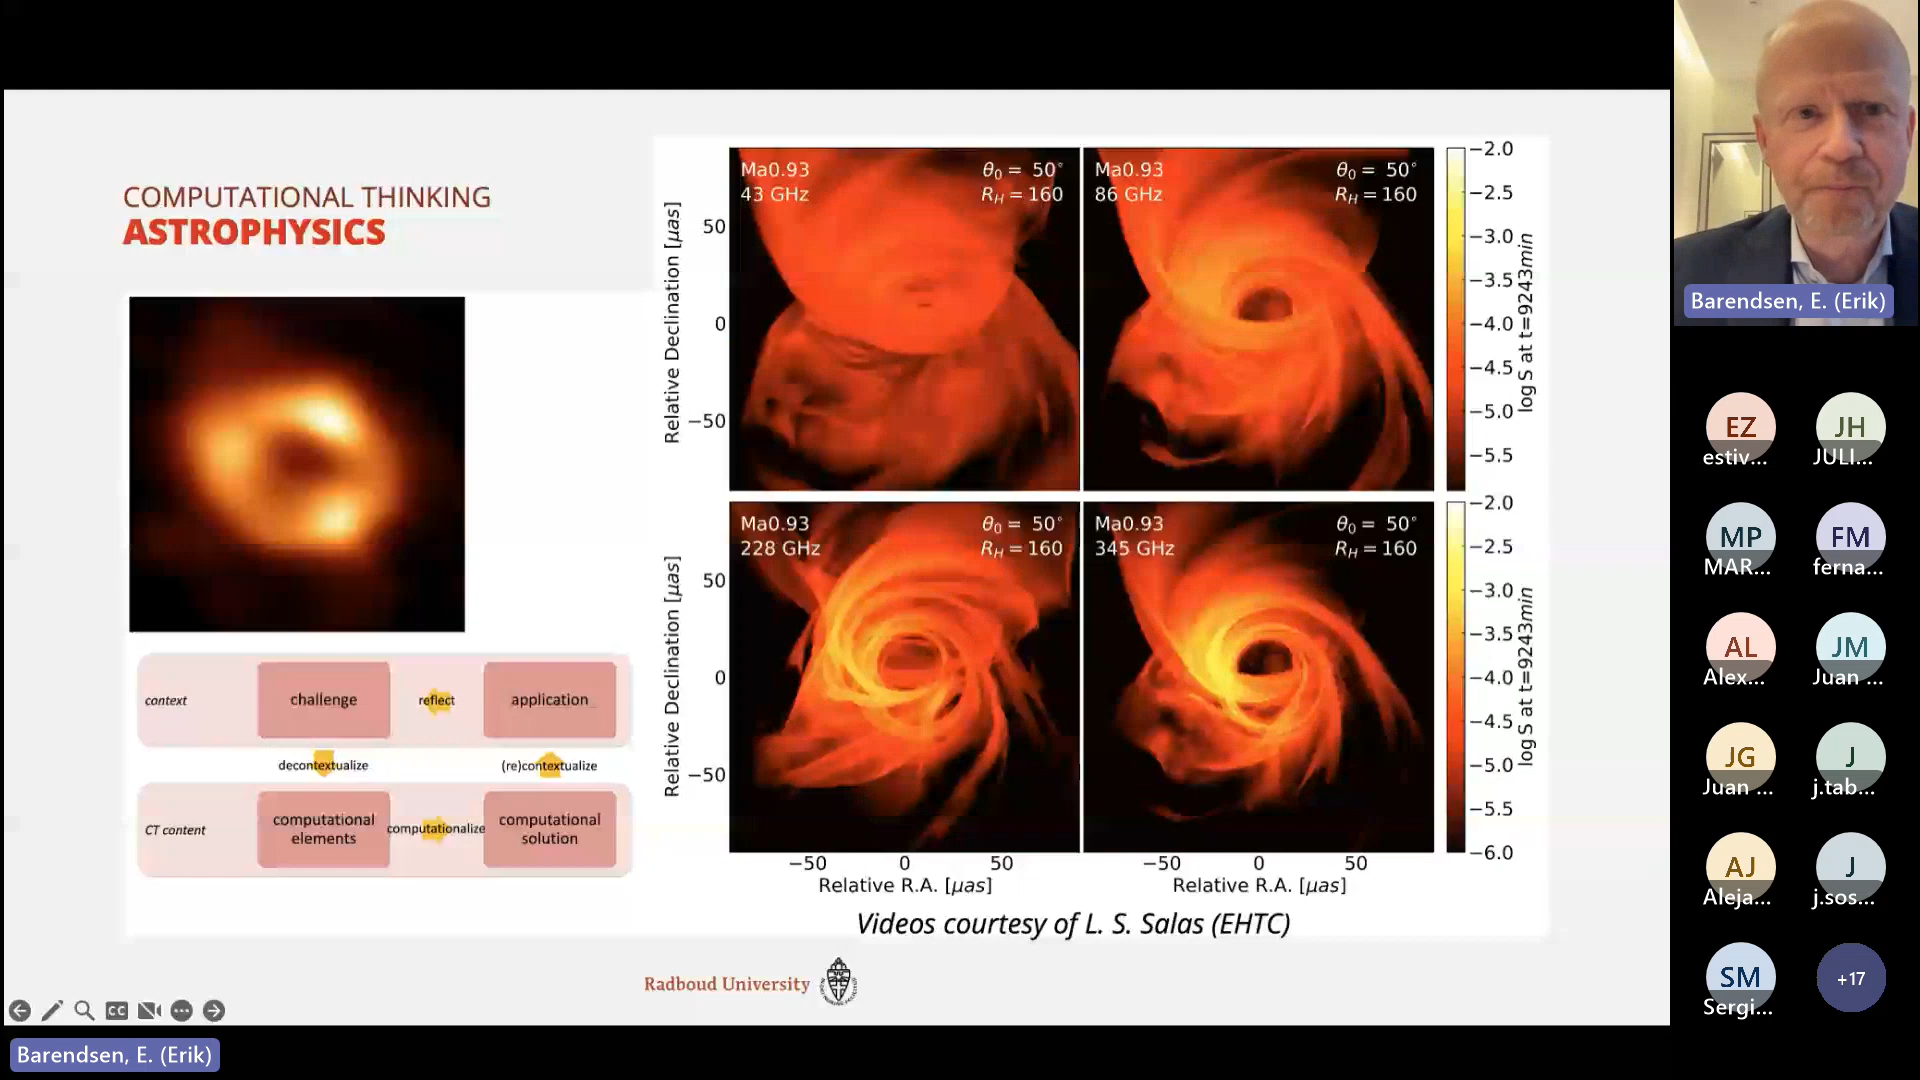 COMPUTATIONAL THINKING
ASTROPHYSICS
context
challenge
reflect
application
decontextualize
(re)contextualize
CT content
computational
elements
computationalize
computational
solution
Relative Declination [μas]
50
0
−50
Ma0.93
43 GHz
θ₀ = 50°
R_H = 160
Ma0.93
86 GHz
θ₀ = 50°
R_H = 160
−2.0
−2.5
−3.0
−3.5
−4.0
−4.5
−5.0
−5.5
log S at t=9243min
Relative Declination [μas]
50
0
−50
Ma0.93
228 GHz
θ₀ = 50°
R_H = 160
Ma0.93
345 GHz
θ₀ = 50°
R_H = 160
−2.0
−2.5
−3.0
−3.5
−4.0
−4.5
−5.0
−5.5
−6.0
log S at t=9243min
−50 0 50
Relative R.A. [μas]
−50 0 50
Relative R.A. [μas]
Videos courtesy of L. S. Salas (EHTC)
Radboud University
CC
Barendsen, E. (Erik)
Barendsen, E. (Erik)
EZ
estiv...
JH
JULI...
MP
MAR...
FM
ferna...
AL
Alex...
JM
Juan ...
JG
Juan ...
J
j.tab...
AJ
Aleja...
J
j.sos...
SM
Sergi...
+17